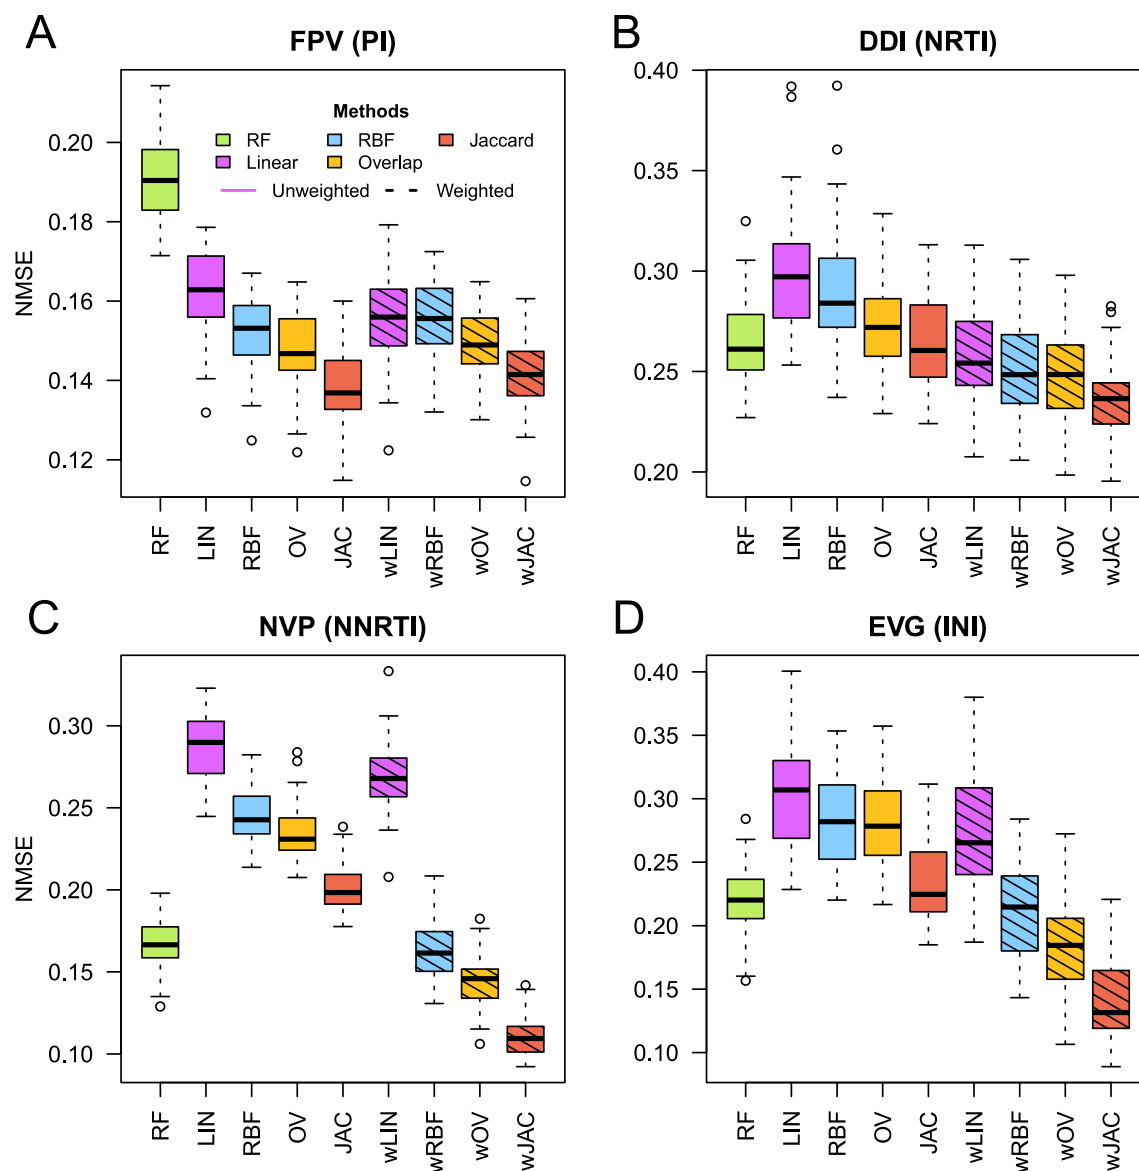 A
FPV (PI)
NMSE
0.20
0.18
0.16
0.14
0.12
Methods
RF
RBF
Jaccard
Linear
Overlap
Unweighted
Weighted
RF
LIN
RBF
OV
JAC
wLIN
wRBF
wOV
wJAC
B
DDI (NRTI)
0.40
0.35
0.30
0.25
0.20
RF
LIN
RBF
OV
JAC
wLIN
wRBF
wOV
wJAC
C
NVP (NNRTI)
NMSE
0.30
0.25
0.20
0.15
0.10
RF
LIN
RBF
OV
JAC
wLIN
wRBF
wOV
wJAC
D
EVG (INI)
0.40
0.35
0.30
0.25
0.20
0.15
0.10
RF
LIN
RBF
OV
JAC
wLIN
wRBF
wOV
wJAC